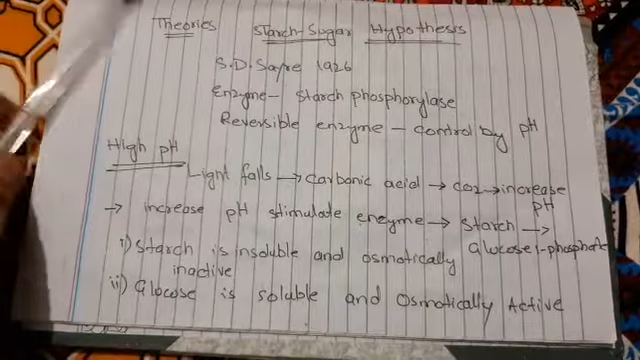 Theories Starch-Sugar Hypothesis
S.D. Sayre 1926
Enzyme- Starch phosphorylase
Reversible enzyme - control by pH
High pH
Light falls → carbonic acid → CO2 → increase pH
→ increase pH stimulate enzyme → Starch → Glucose 1-phosphate
i) Starch is insoluble and osmotically inactive
ii) Glocose is soluble and Osmotically Active